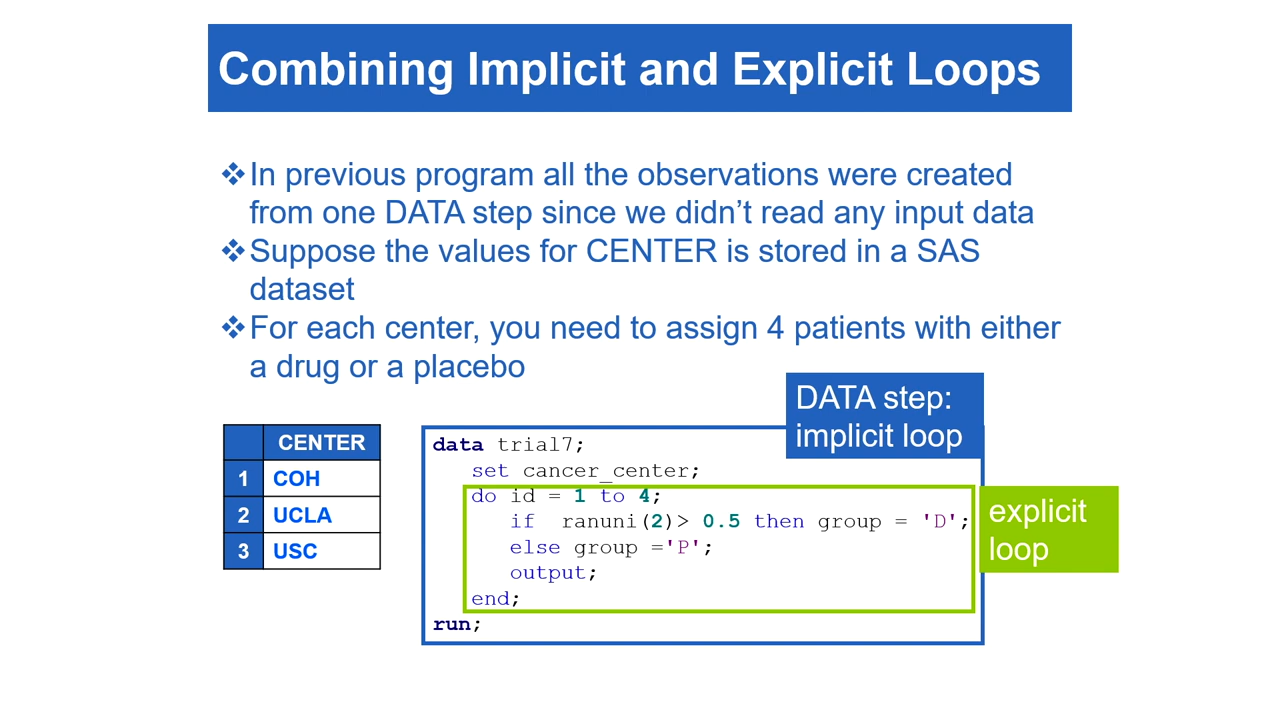 Combining Implicit and Explicit Loops
❖In previous program all the observations were created
from one DATA step since we didn’t read any input data
❖Suppose the values for CENTER is stored in a SAS
dataset
❖For each center, you need to assign 4 patients with either
a drug or a placebo
DATA step:
implicit loop
CENTER
1 COH
2 UCLA
3 USC
data trial7;
set cancer_center;
do id = 1 to 4;
if  ranuni(2)> 0.5 then group = 'D';
else group ='P';
output;
end;
run;
explicit
loop